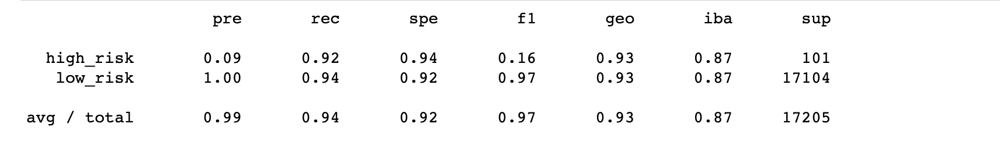 pre rec spe f1 geo iba sup
high_risk 0.09 0.92 0.94 0.16 0.93 0.87 101
low_risk 1.00 0.94 0.92 0.97 0.93 0.87 17104
avg / total 0.99 0.94 0.92 0.97 0.93 0.87 17205